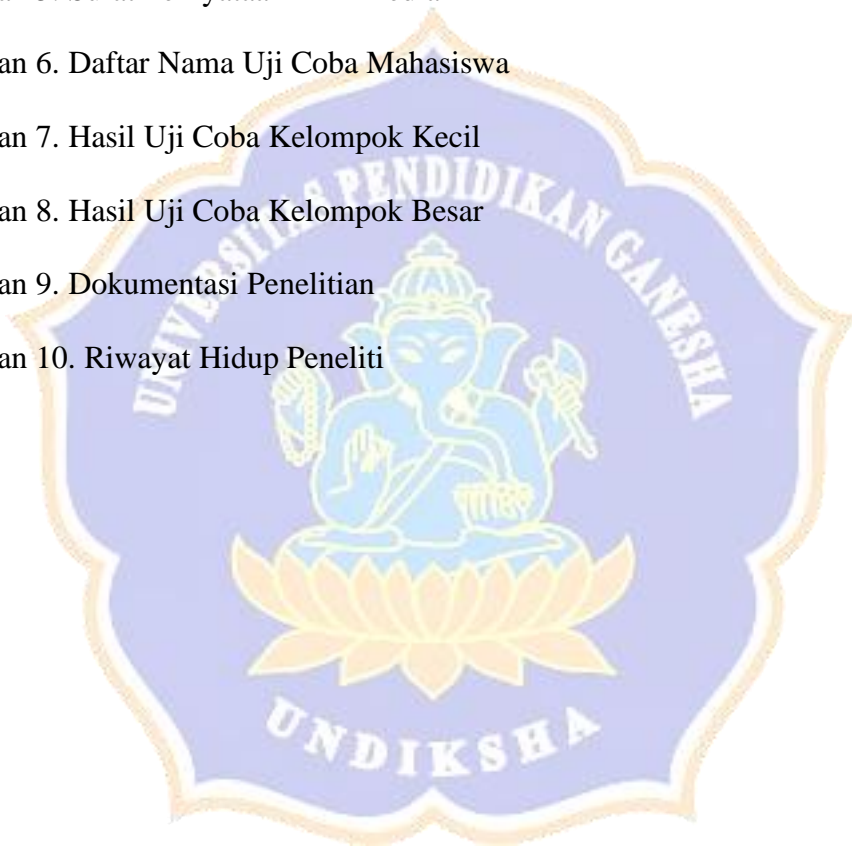 an 6. Daftar Nama Uji Coba Mahasiswa
an 7. Hasil Uji Coba Kelompok Kecil
an 8. Hasil Uji Coba Kelompok Besar
an 9. Dokumentasi Penelitian
an 10. Riwayat Hidup Peneliti
UNIVERSITAS PENDIDIKAN GANESHA
UNDIKSHA